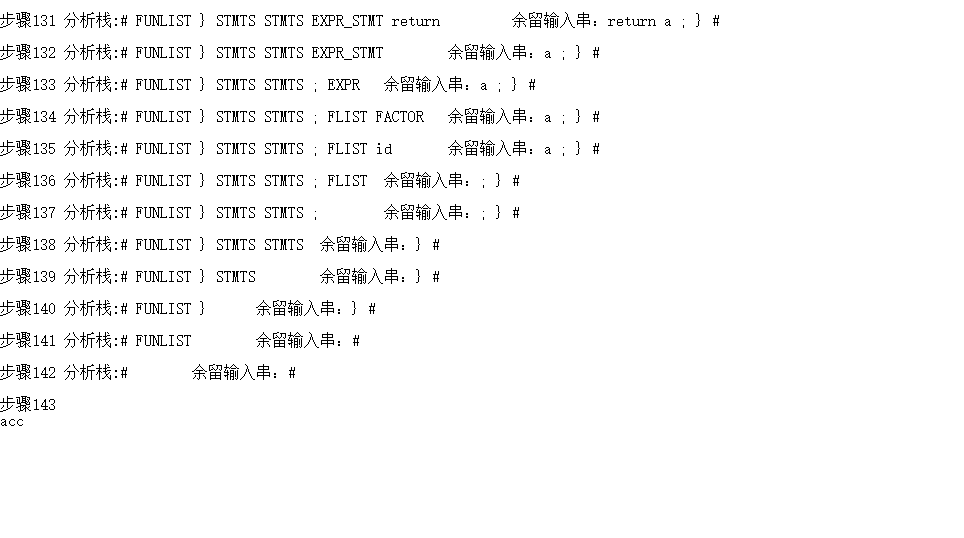 步骤131 分析栈:# FUNLIST } STMTS STMTS EXPR_STMT return 余留输入串：return a ; } #
步骤132 分析栈:# FUNLIST } STMTS STMTS EXPR_STMT 余留输入串：a ; } #
步骤133 分析栈:# FUNLIST } STMTS STMTS ; EXPR 余留输入串：a ; } #
步骤134 分析栈:# FUNLIST } STMTS STMTS ; FLIST FACTOR 余留输入串：a ; } #
步骤135 分析栈:# FUNLIST } STMTS STMTS ; FLIST id 余留输入串：a ; } #
步骤136 分析栈:# FUNLIST } STMTS STMTS ; FLIST 余留输入串：; } #
步骤137 分析栈:# FUNLIST } STMTS STMTS ; 余留输入串：; } #
步骤138 分析栈:# FUNLIST } STMTS STMTS 余留输入串：} #
步骤139 分析栈:# FUNLIST } STMTS 余留输入串：} #
步骤140 分析栈:# FUNLIST } 余留输入串：} #
步骤141 分析栈:# FUNLIST 余留输入串：#
步骤142 分析栈:# 余留输入串：#
步骤143
acc